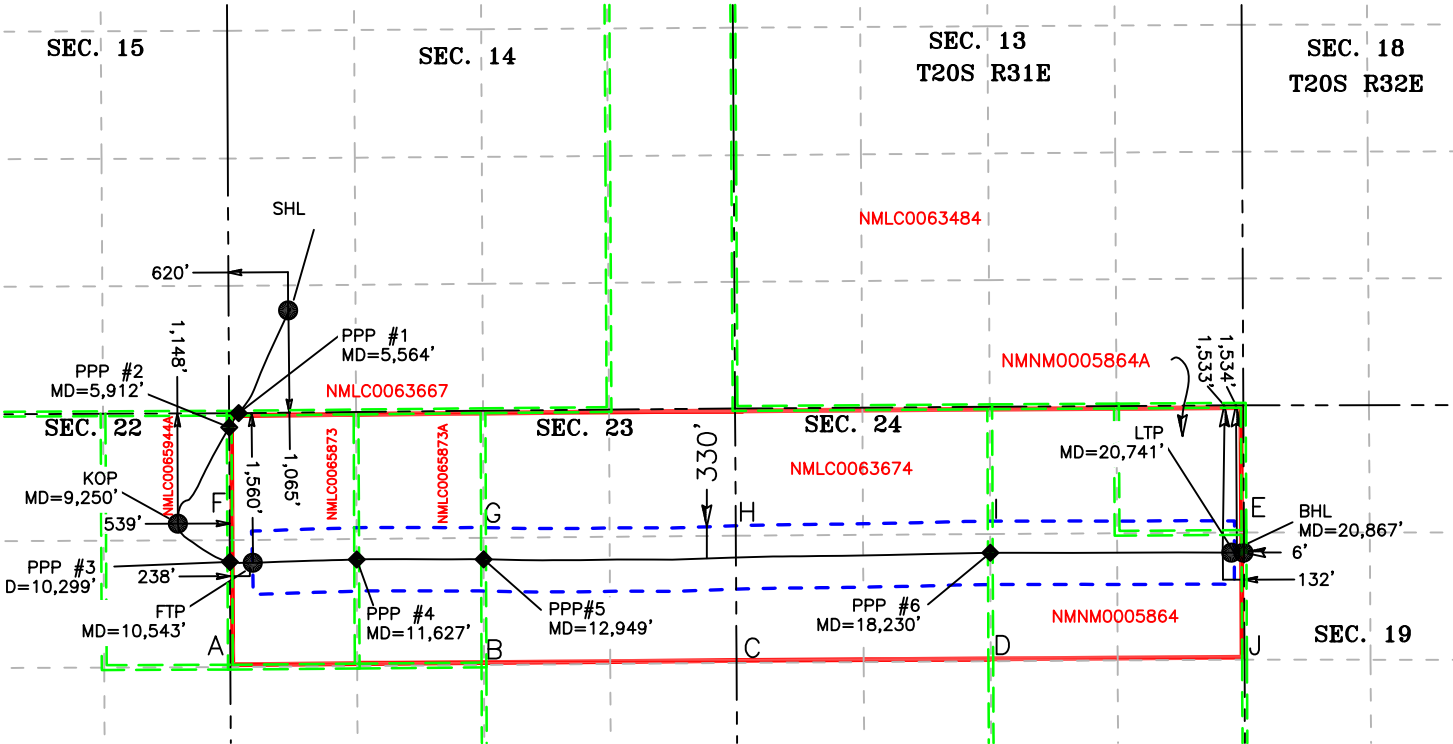 SEC. 15
SEC. 14
SEC. 13
T20S R31E
SEC. 18
T20S R32E
SHL
NMLC0063484
620'
1,148'
PPP #1
MD=5,564'
PPP #2
MD=5,912'
NMLC0063667
NMNM0005864A
1,534'
1,533'
SEC. 22
NMLC0065944A
NMLC0065873
NMLC0065873A
SEC. 23
SEC. 24
330'
LTP
MD=20,741'
NMLC0063674
KOP
MD=9,250'
1,560'
1,065'
F
G
H
I
E
539'
BHL
MD=20,867'
6'
PPP #3
D=10,299'
238'
132'
FTP
MD=10,543'
PPP #4
MD=11,627'
PPP#5
MD=12,949'
PPP #6
MD=18,230'
NMNM0005864
SEC. 19
A
B
C
D
J